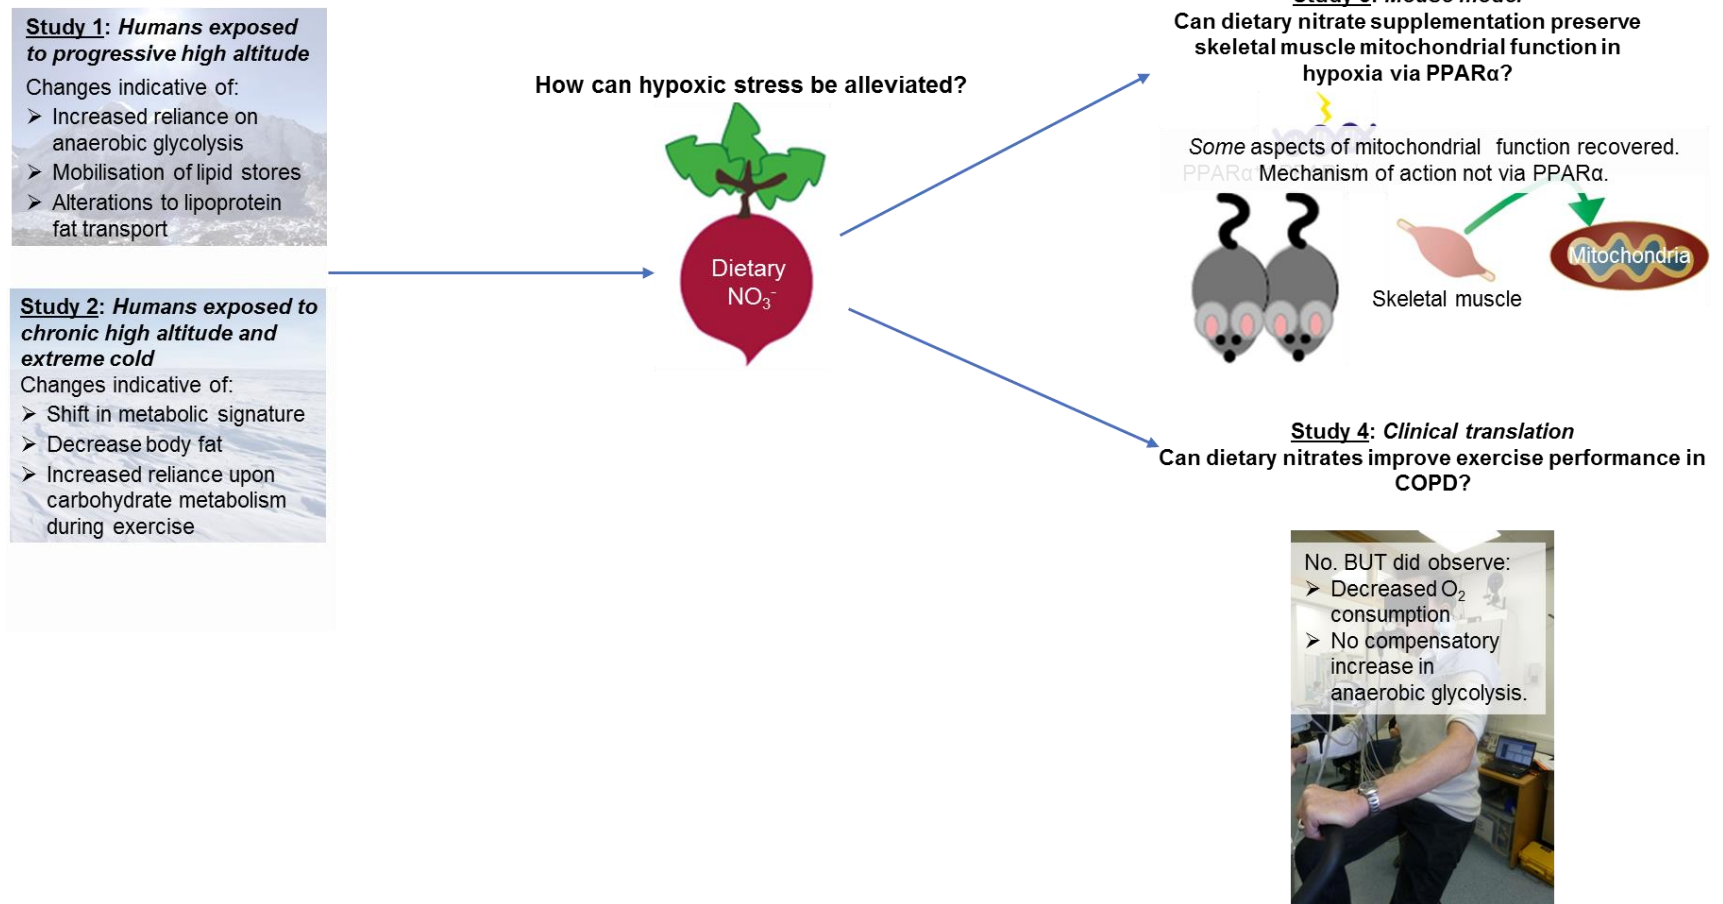 Study 1: Humans exposed
to progressive high altitude
Changes indicative of:
➤ Increased reliance on
anaerobic glycolysis
➤ Mobilisation of lipid stores
➤ Alterations to lipoprotein
fat transport
Study 2: Humans exposed to
chronic high altitude and
extreme cold
Changes indicative of:
➤ Shift in metabolic signature
➤ Decrease body fat
➤ Increased reliance upon
carbohydrate metabolism
during exercise
How can hypoxic stress be alleviated?
Dietary
NO₃⁻
Mouse model
Can dietary nitrate supplementation preserve
skeletal muscle mitochondrial function in
hypoxia via PPARα?
Some aspects of mitochondrial function recovered.
PPARα Mechanism of action not via PPARα.
Mitochondria
Skeletal muscle
Study 4: Clinical translation
Can dietary nitrates improve exercise performance in
COPD?
No. BUT did observe:
➤ Decreased O₂
consumption
➤ No compensatory
increase in
anaerobic glycolysis.